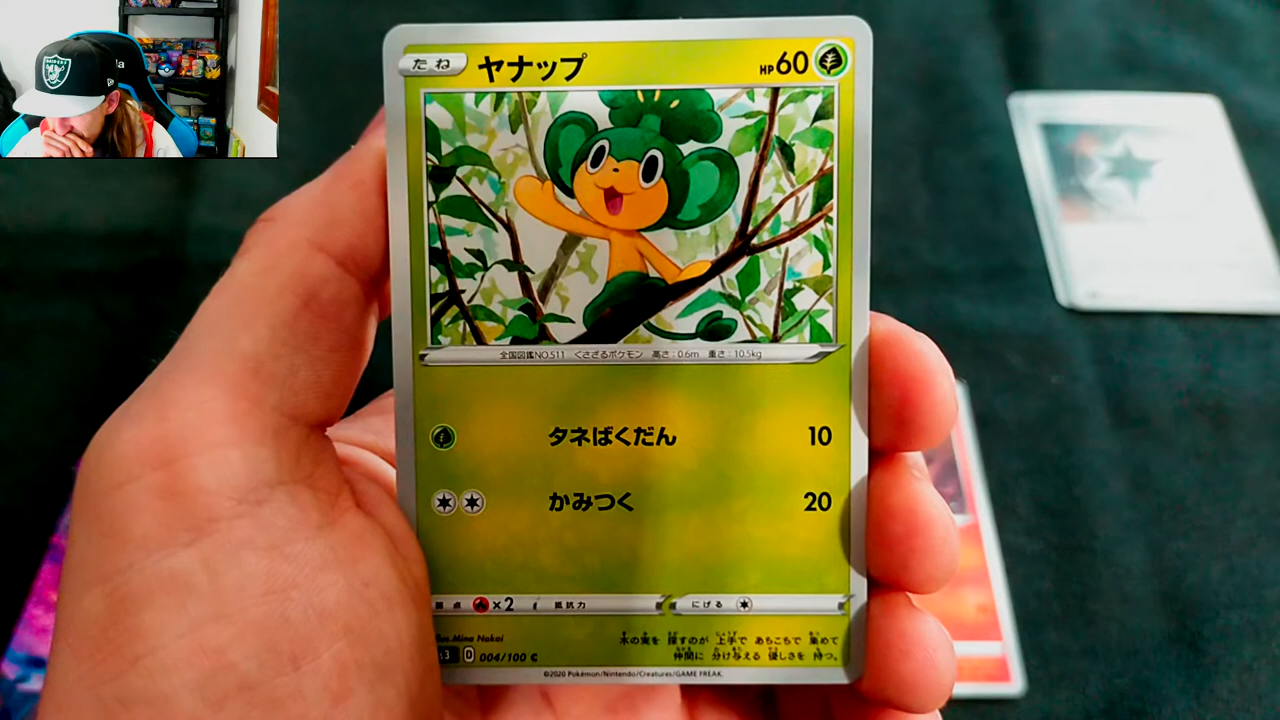 RAIDERS
たね ヤナップ HP60
全国図鑑NO.511 くさざるポケモン 高さ:0.6m 重さ:10.5kg
タネばくだん 10
かみつく 20
弱点 ×2 抵抗力 にげる
Illus.Mina Nakai
木の実を 探すのが 上手で あちこちで 集めて
仲間に 分け与える 優しさを 持つ。
D 004/100 C
©2020 Pokémon/Nintendo/Creatures/GAME FREAK.